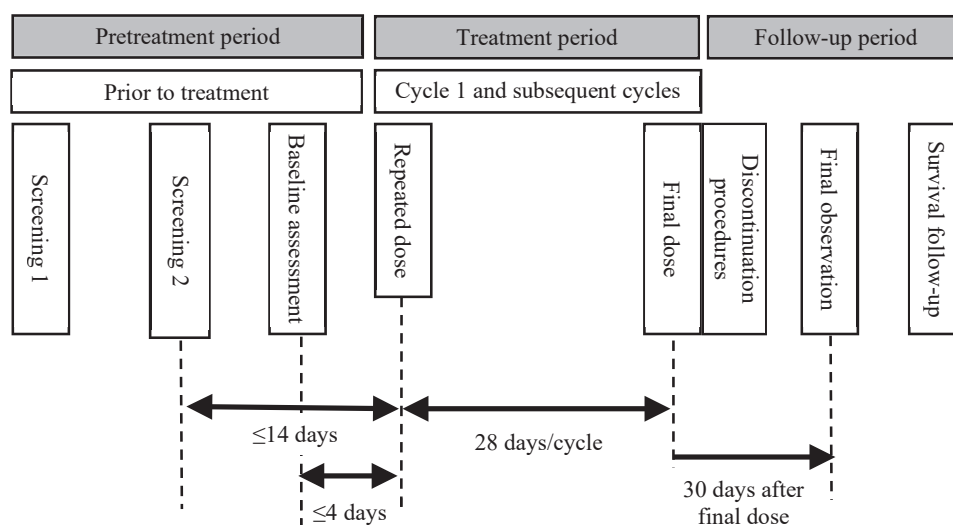 Pretreatment period
Treatment period
Follow-up period
Prior to treatment
Cycle 1 and subsequent cycles
Screening 1
Screening 2
Baseline assessment
Repeated dose
Final dose
Discontinuation
procedures
Final observation
Survival follow-up
≤14 days
28 days/cycle
≤4 days
30 days after
final dose